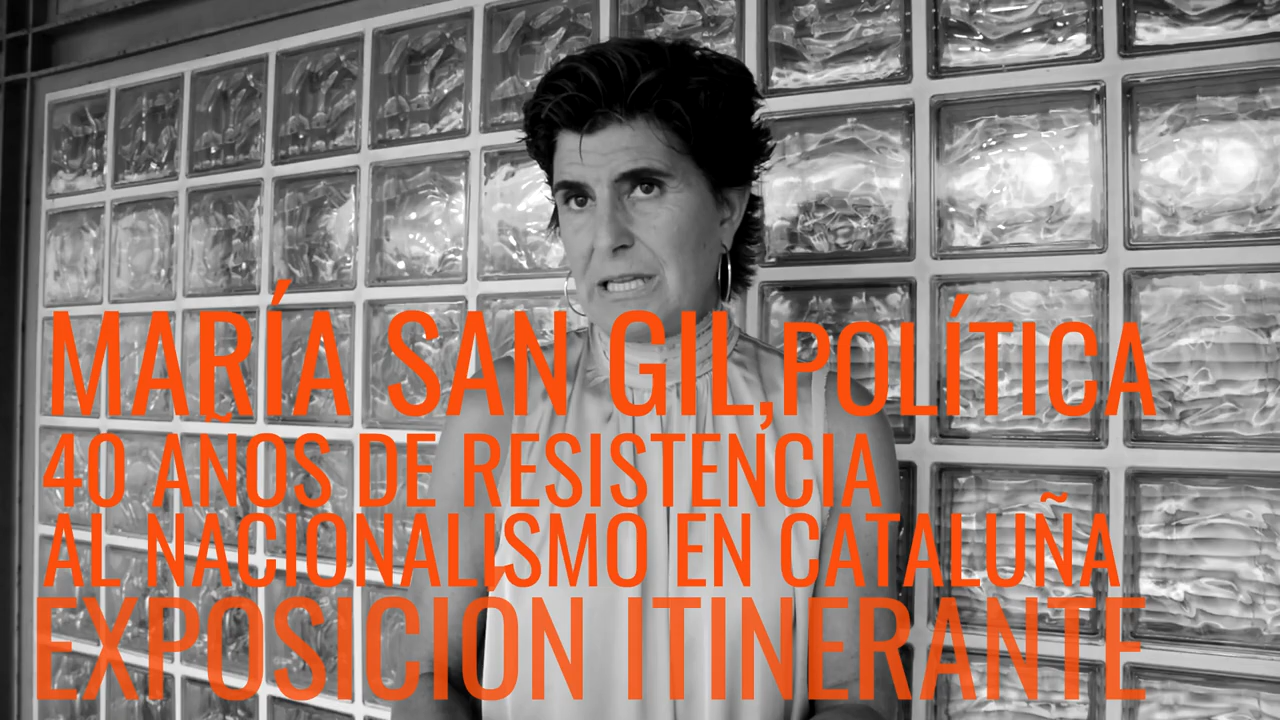 MARÍA SAN GIL, POLÍTICA
40 AÑOS DE RESISTENCIA
AL NACIONALISMO EN CATALUÑA
EXPOSICIÓN ITINERANTE